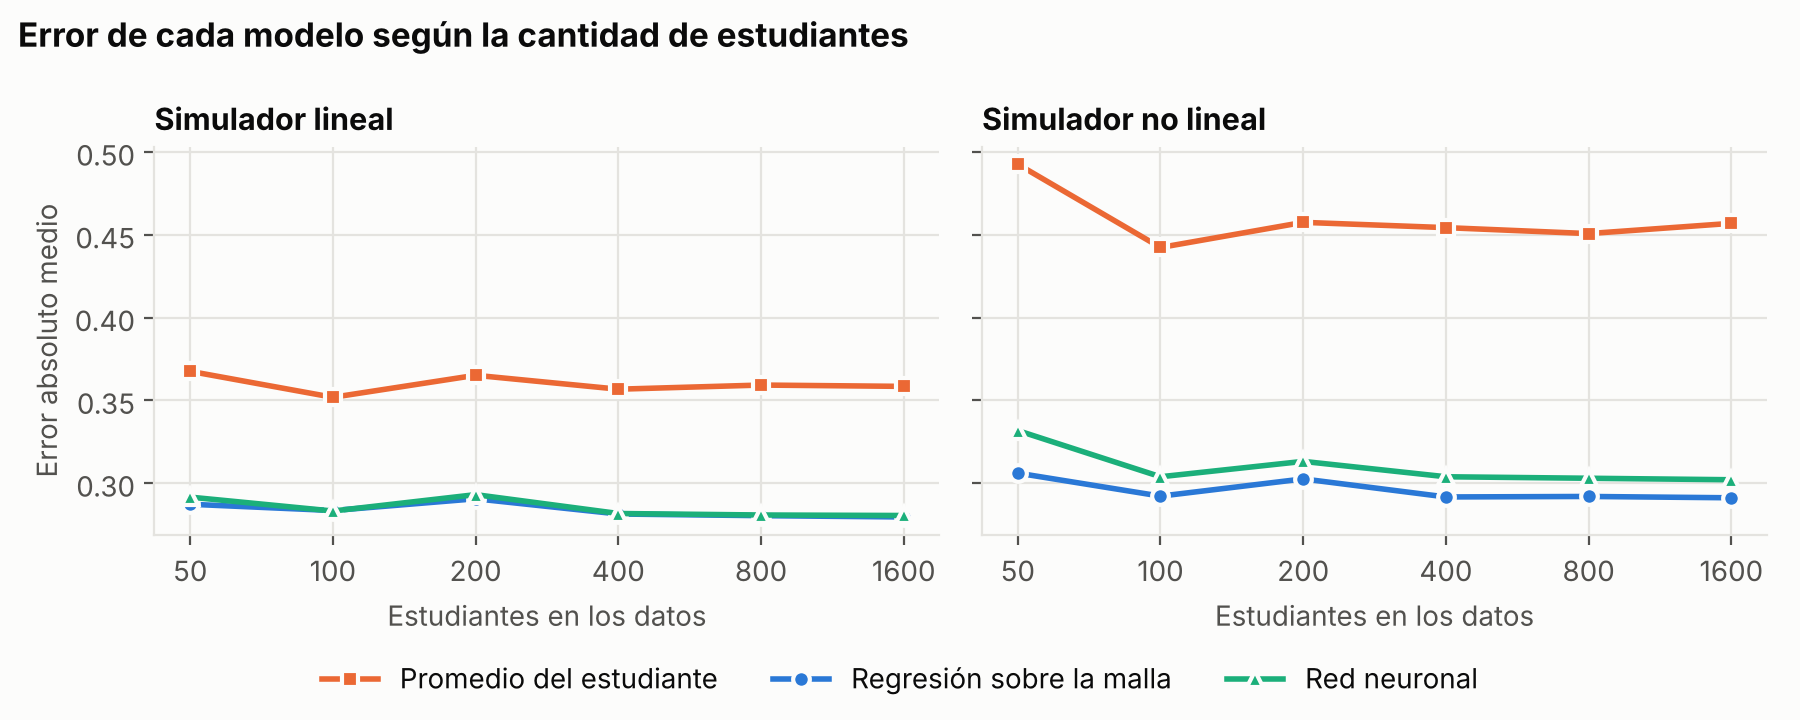 Error de cada modelo según la cantidad de estudiantes
Simulador lineal
Simulador no lineal
Error absoluto medio
0.50
0.45
0.40
0.35
0.30
50 100 200 400 800 1600
50 100 200 400 800 1600
Estudiantes en los datos
Estudiantes en los datos
Promedio del estudiante Regresión sobre la malla Red neuronal